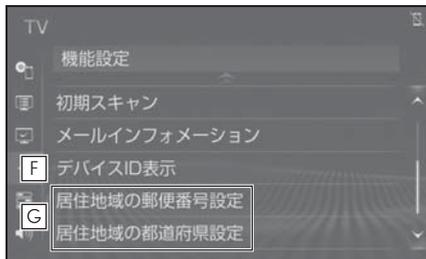 TV
機能設定
初期スキャン
メールインフォメーション
F デバイスID表示
G 居住地域の郵便番号設定
居住地域の都道府県設定